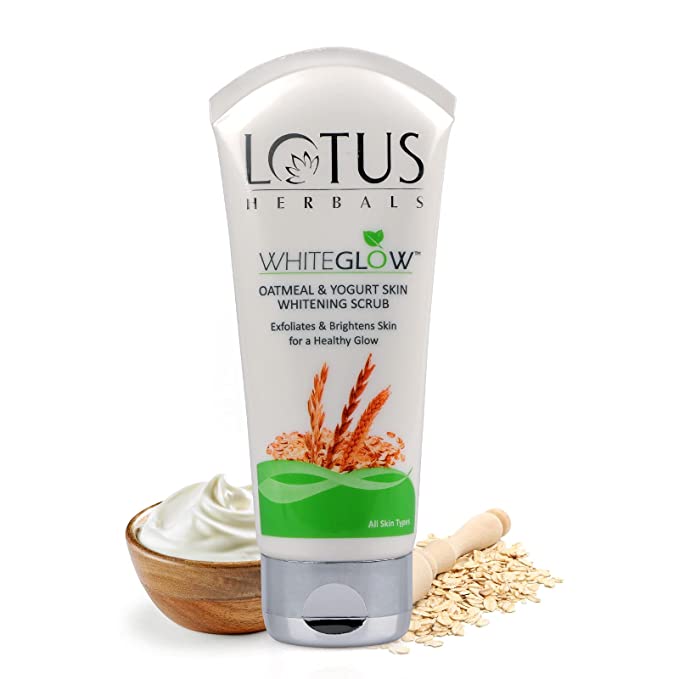 LOTUS
HERBALS
WHITEGLOW™
OATMEAL & YOGURT SKIN
WHITENING SCRUB
Exfoliates & Brightens Skin
for a Healthy Glow
All Skin Types